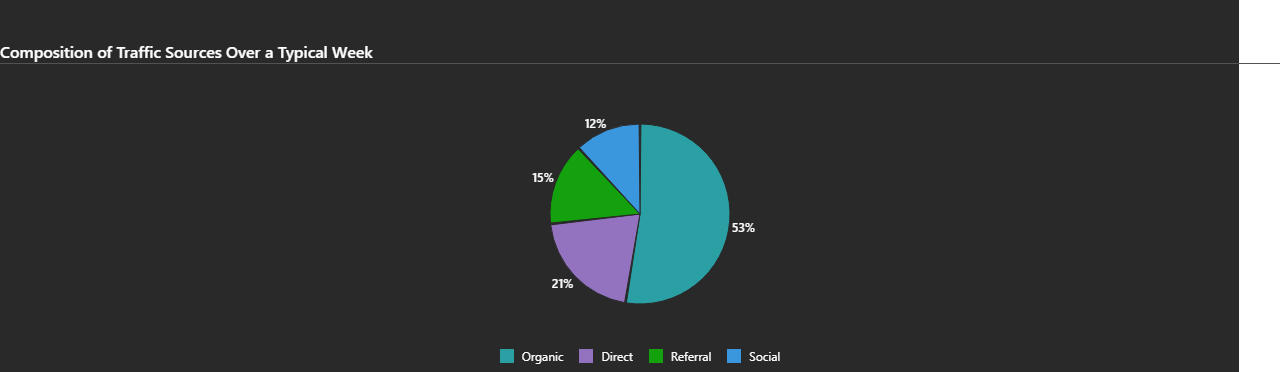 Composition of Traffic Sources Over a Typical Week
12%
15%
53%
21%
Organic Direct Referral Social